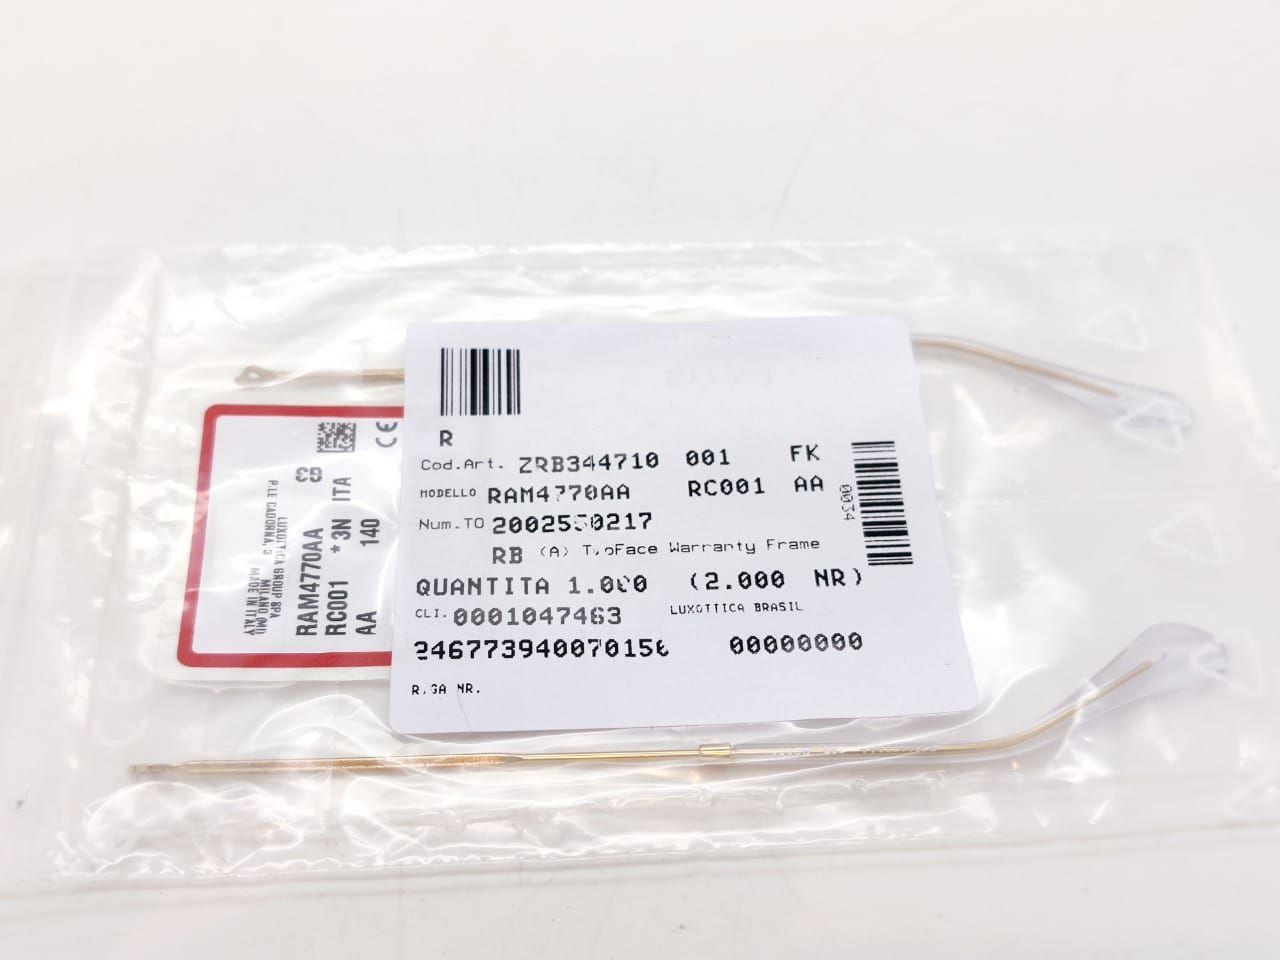 R
Cod.Art. ZRB344710 001 FK
MODELLO RAM4770AA RC001 AA
Num.TO 2002550217
RB (A) TwoFace Warranty Frame
QUANTITA 1.000 (2.000 NR)
CLI. 0001047463 LUXOTTICA BRASIL
246773940070156 00000000
R.GA NR.
0034
CE
RAM4770AA
RC001 *3N ITA
AA 140
LUXOTTICA GROUP SPA
P.LE CADORNA, 3 MILANO (MI)
MADE IN ITALY